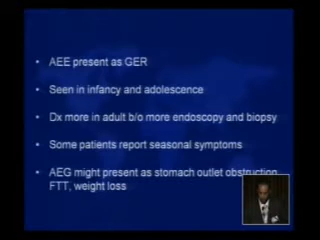 • AEE present as GER
• Seen in infancy and adolescence
• Dx more in adult b/o more endoscopy and biopsy
• Some patients report seasonal symptoms
• AEG might present as stomach outlet obstruction,
FTT, weight loss